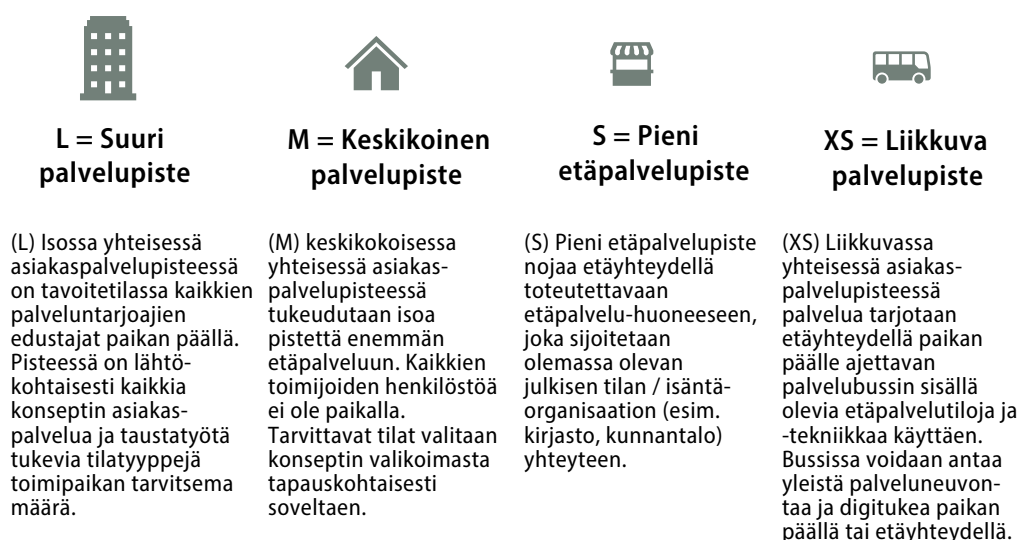 L = Suuri
palvelupiste
M = Keskikoinen
palvelupiste
S = Pieni
etäpalvelupiste
XS = Liikkuva
palvelupiste
(L) Isossa yhteisessä
asiakaspalvelupisteessä
on tavoitetilassa kaikkien
palveluntarjoajien
edustajat paikan päällä.
Pisteessä on lähtö-
kohtaisesti kaikkia
konseptin asiakas-
palvelua ja taustatyötä
tukevia tilatyyppejä
toimipaikan tarvitsema
määrä.
(M) keskikokoisessa
yhteisessä asiakas-
palvelupisteessä
tukeudutaan isoa
pistettä enemmän
etäpalveluun. Kaikkien
toimijoiden henkilöstöä
ei ole paikalla.
Tarvittavat tilat valitaan
konseptin valikoimasta
tapauskohtaisesti
soveltaen.
(S) Pieni etäpalvelupiste
nojaa etäyhteydellä
toteutettavaan
etäpalvelu-huoneeseen,
joka sijoitetaan
olemassa olevan
julkisen tilan / isäntä-
organisaation (esim.
kirjasto, kunnantalo)
yhteyteen.
(XS) Liikkuvassa
yhteisessä asiakas-
palvelupisteessä
palvelua tarjotaan
etäyhteydellä paikan
päälle ajettavan
palvelubussin sisällä
olevia etäpalvelutiloja ja
-tekniikkaa käyttäen.
Bussissa voidaan antaa
yleistä palveluneuvon-
taa ja digitukea paikan
päällä tai etäyhteydellä.